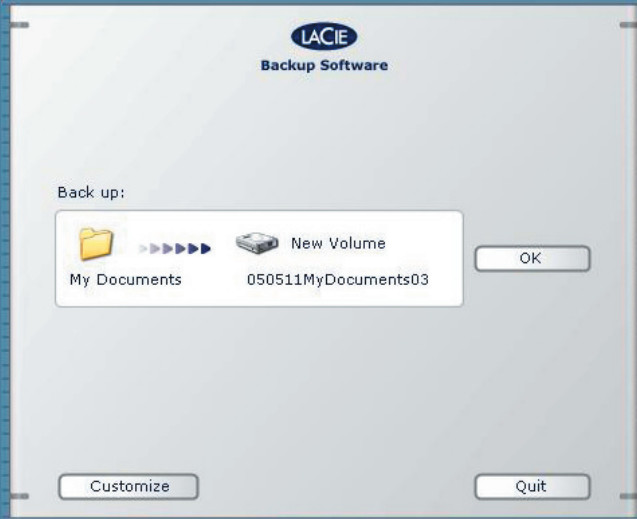 LACIE
Backup Software
Back up:
New Volume
My Documents 050511MyDocuments03
OK
Customize
Quit